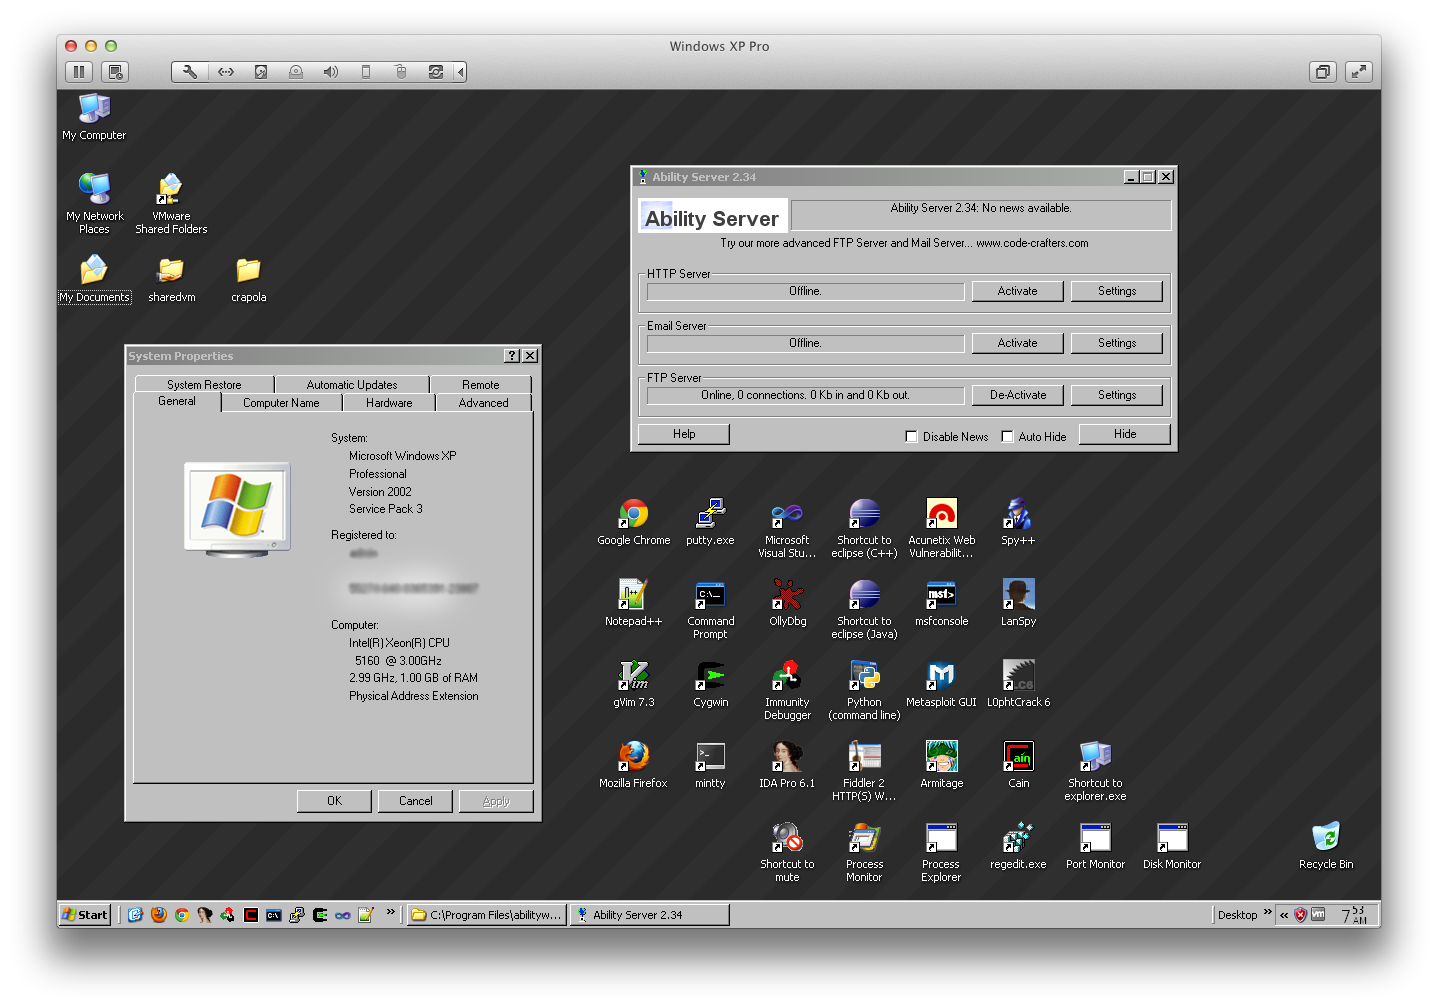 Windows XP Pro
My Computer
My Network
Places
VMware
Shared Folders
My Documents
sharedvm
crapola
Ability Server 2.34
Ability Server
Ability Server 2.34: No news available.
Try our more advanced FTP Server and Mail Server... www.code-crafters.com
HTTP Server
Offline.
Activate
Settings
Email Server
Offline.
Activate
Settings
FTP Server
Online, 0 connections. 0 Kb in and 0 Kb out.
De-Activate
Settings
Help
Disable News
Auto Hide
Hide
System Properties
System Restore
Automatic Updates
Remote
General
Computer Name
Hardware
Advanced
System:
Microsoft Windows XP
Professional
Version 2002
Service Pack 3
Registered to:
Computer:
Intel(R) Xeon(R) CPU
5160 @ 3.00GHz
2.99 GHz, 1.00 GB of RAM
Physical Address Extension
OK
Cancel
Apply
Google Chrome
putty.exe
Microsoft
Visual Stu...
Shortcut to
eclipse (C++)
Acunetix Web
Vulnerabilit...
Spy++
Notepad++
Command
Prompt
OllyDbg
Shortcut to
eclipse (Java)
msf>
msfconsole
LanSpy
gVim 7.3
Cygwin
Immunity
Debugger
Python
(command line)
Metasploit GUI
.LC6
L0phtCrack 6
Mozilla Firefox
mintty
IDA Pro 6.1
Fiddler 2
HTTP(S) W...
Armitage
Cain
Shortcut to
explorer.exe
Shortcut to
mute
Process
Monitor
Process
Explorer
regedit.exe
Port Monitor
Disk Monitor
Recycle Bin
Start
C:\Program Files\abilityw...
Ability Server 2.34
Desktop
7 53 AM